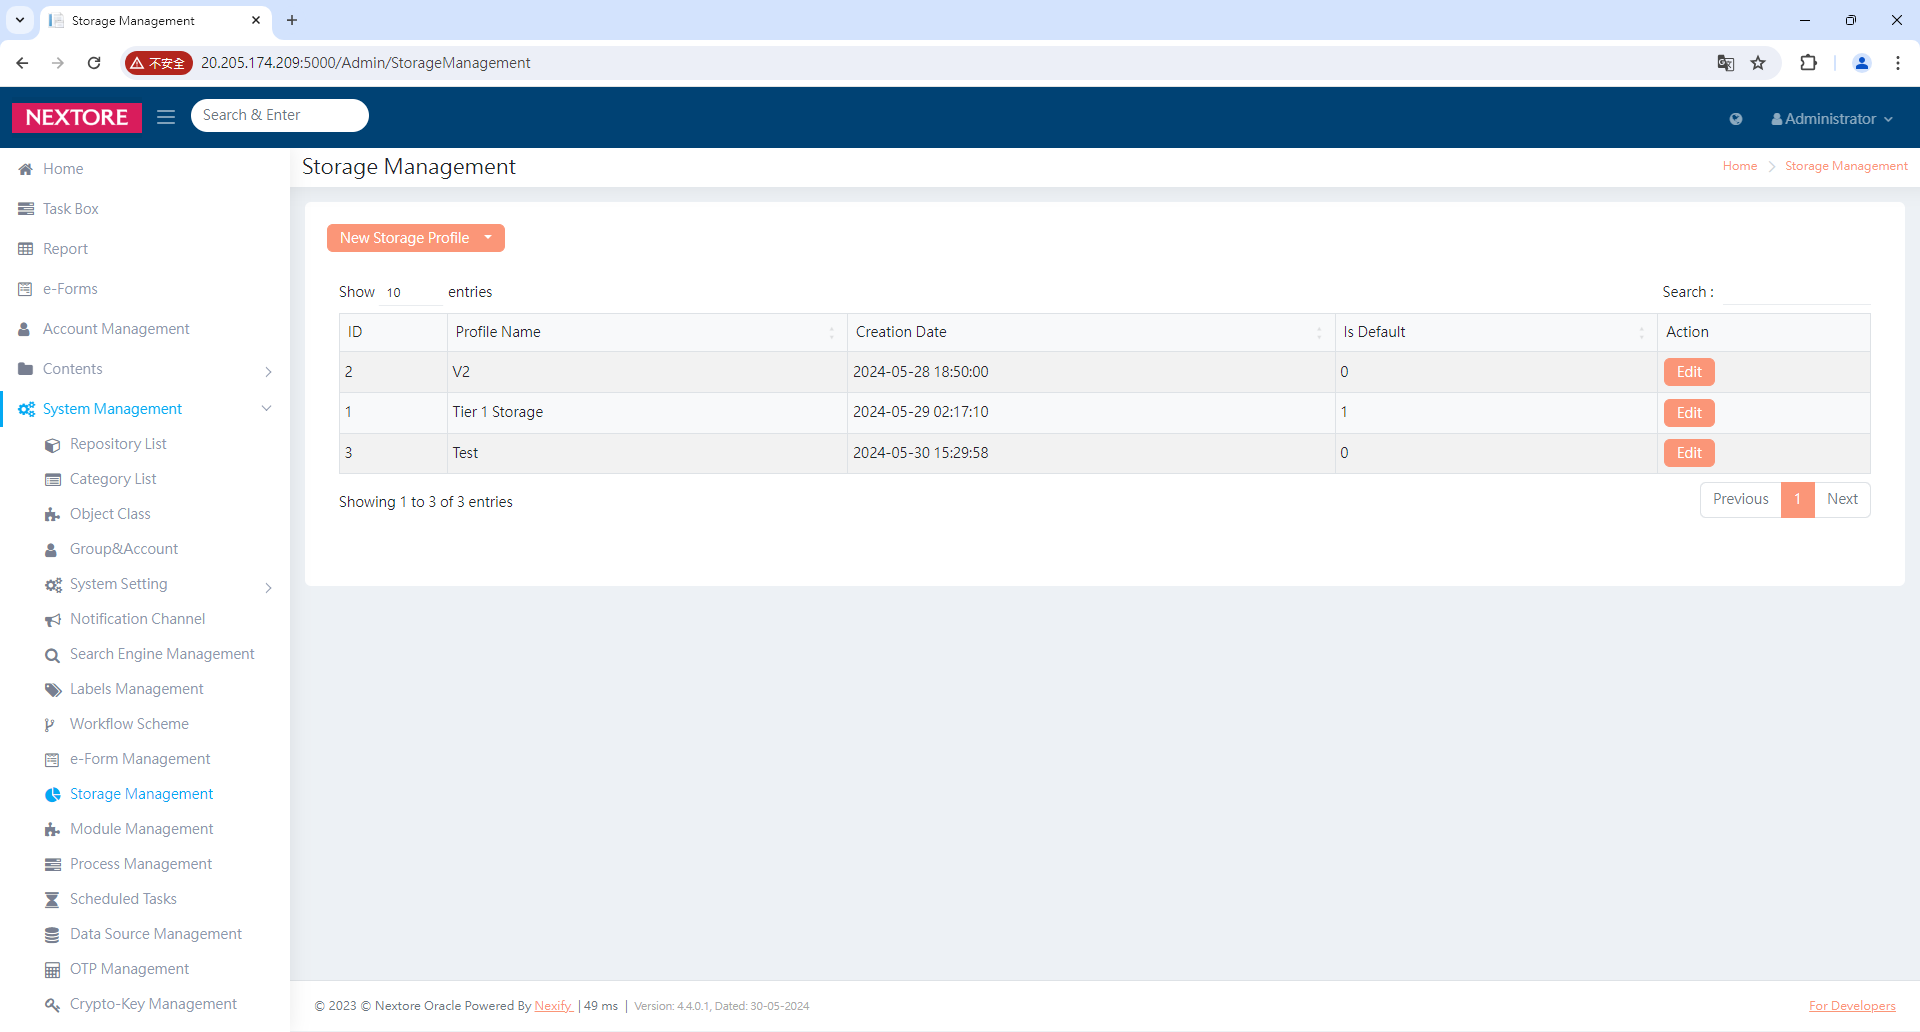 Storage Management
不安全 20.205.174.209:5000/Admin/StorageManagement
NEXTORE
Search & Enter
Administrator
Home
Task Box
Report
e-Forms
Account Management
Contents
System Management
Repository List
Category List
Object Class
Group&Account
System Setting
Notification Channel
Search Engine Management
Labels Management
Workflow Scheme
e-Form Management
Storage Management
Module Management
Process Management
Scheduled Tasks
Data Source Management
OTP Management
Crypto-Key Management
Storage Management
Home Storage Management
New Storage Profile
Show 10 entries
Search :
ID Profile Name Creation Date Is Default Action
2 V2 2024-05-28 18:50:00 0 Edit
1 Tier 1 Storage 2024-05-29 02:17:10 1 Edit
3 Test 2024-05-30 15:29:58 0 Edit
Showing 1 to 3 of 3 entries
Previous 1 Next
© 2023 © Nextore Oracle Powered By Nexify | 49 ms | Version: 4.4.0.1, Dated: 30-05-2024
For Developers